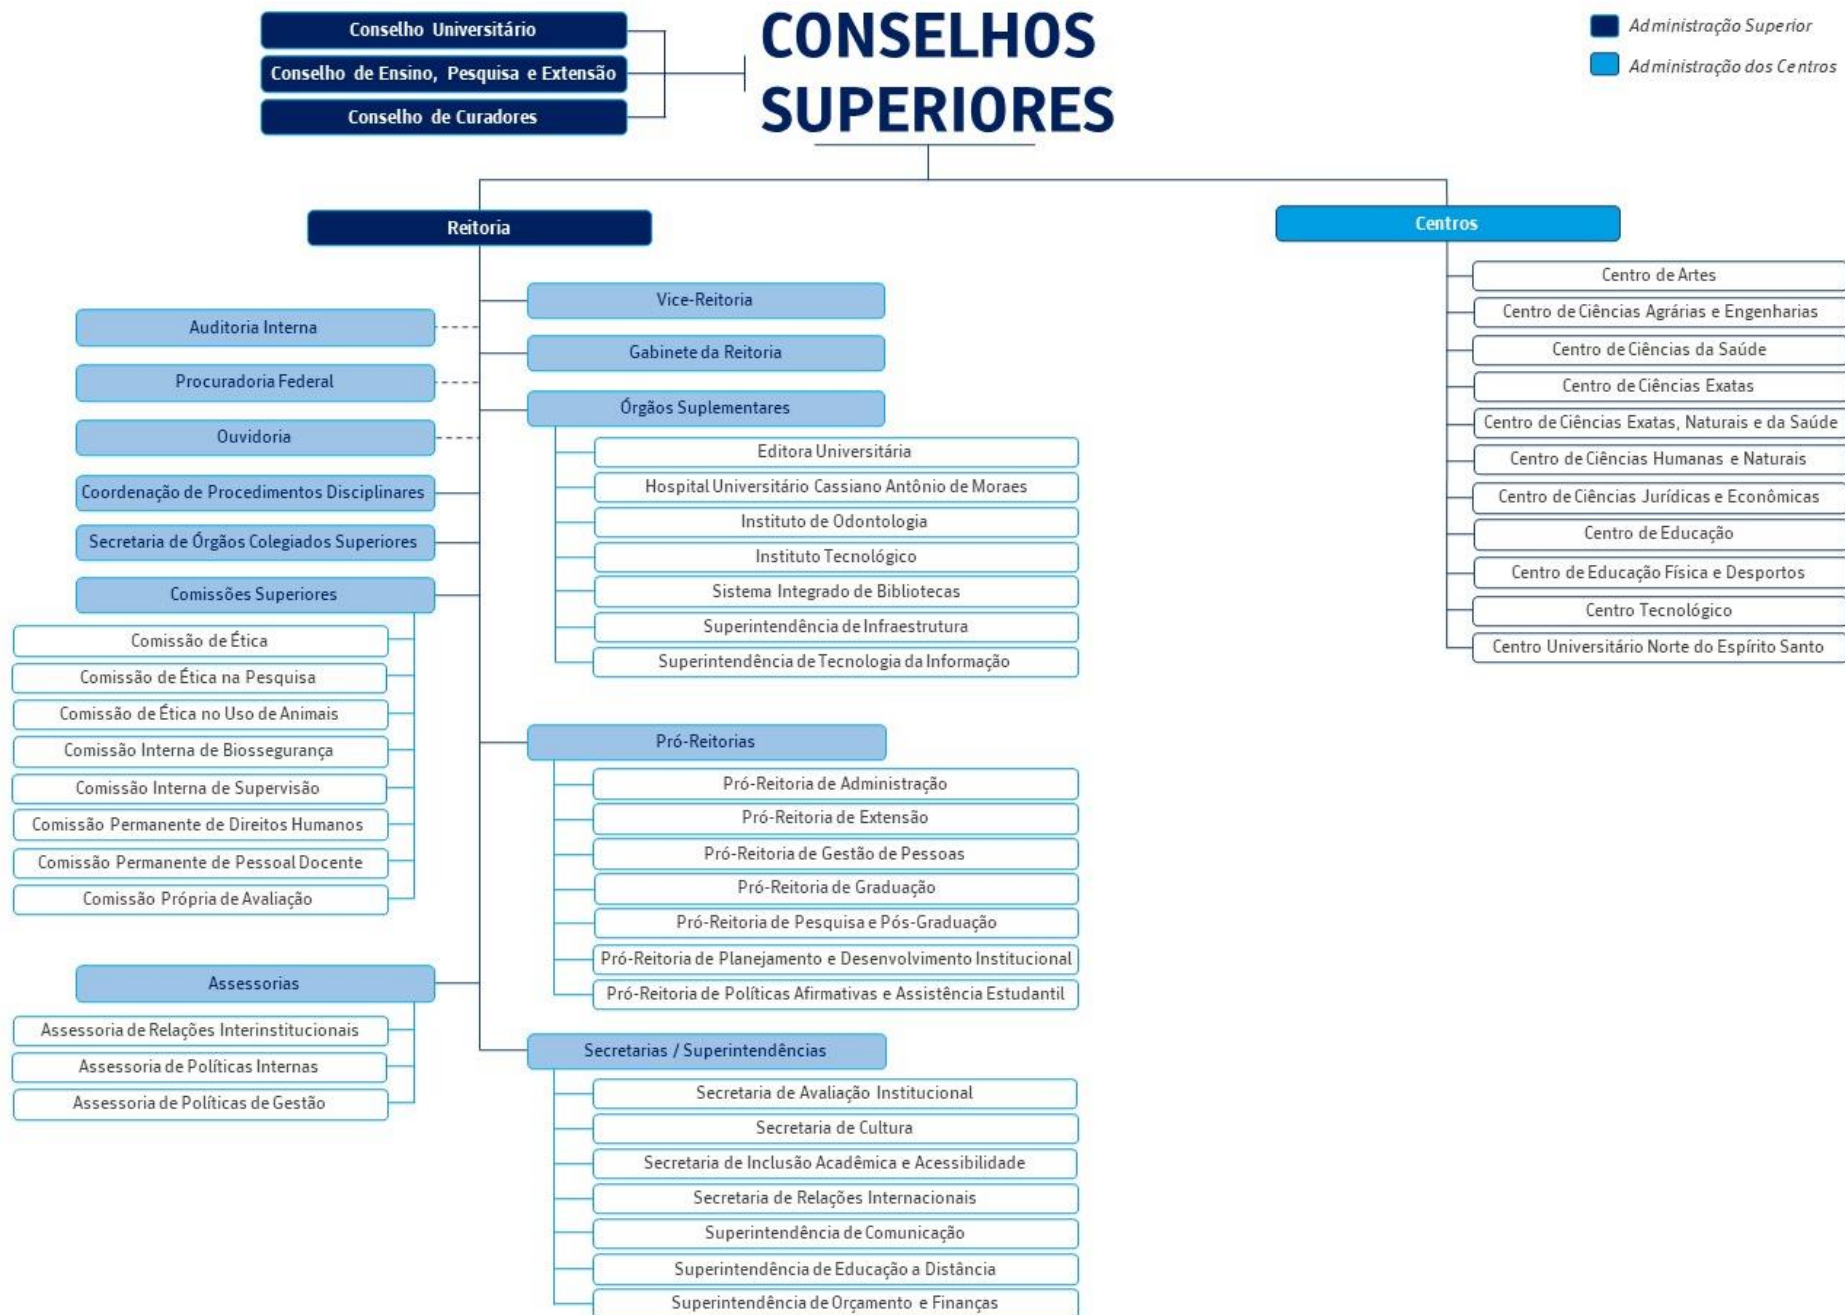 Conselho Universitário
Conselho de Ensino, Pesquisa e Extensão
Conselho de Curadores
CONSELHOS
SUPERIORES
Administração Superior
Administração dos Centros
Reitoria
Auditoria Interna
Procuradoria Federal
Ouvidoria
Coordenação de Procedimentos Disciplinares
Secretaria de Órgãos Colegiados Superiores
Comissões Superiores
Comissão de Ética
Comissão de Ética na Pesquisa
Comissão de Ética no Uso de Animais
Comissão Interna de Biossegurança
Comissão Interna de Supervisão
Comissão Permanente de Direitos Humanos
Comissão Permanente de Pessoal Docente
Comissão Própria de Avaliação
Assessorias
Assessoria de Relações Interinstitucionais
Assessoria de Políticas Internas
Assessoria de Políticas de Gestão
Vice-Reitoria
Gabinete da Reitoria
Órgãos Suplementares
Editora Universitária
Hospital Universitário Cassiano Antônio de Moraes
Instituto de Odontologia
Instituto Tecnológico
Sistema Integrado de Bibliotecas
Superintendência de Infraestrutura
Superintendência de Tecnologia da Informação
Pró-Reitorias
Pró-Reitoria de Administração
Pró-Reitoria de Extensão
Pró-Reitoria de Gestão de Pessoas
Pró-Reitoria de Graduação
Pró-Reitoria de Pesquisa e Pós-Graduação
Pró-Reitoria de Planejamento e Desenvolvimento Institucional
Pró-Reitoria de Políticas Afirmativas e Assistência Estudantil
Secretarias / Superintendências
Secretaria de Avaliação Institucional
Secretaria de Cultura
Secretaria de Inclusão Acadêmica e Acessibilidade
Secretaria de Relações Internacionais
Superintendência de Comunicação
Superintendência de Educação a Distância
Superintendência de Orçamento e Finanças
Centros
Centro de Artes
Centro de Ciências Agrárias e Engenharias
Centro de Ciências da Saúde
Centro de Ciências Exatas
Centro de Ciências Exatas, Naturais e da Saúde
Centro de Ciências Humanas e Naturais
Centro de Ciências Jurídicas e Econômicas
Centro de Educação
Centro de Educação Física e Desportos
Centro Tecnológico
Centro Universitário Norte do Espírito Santo